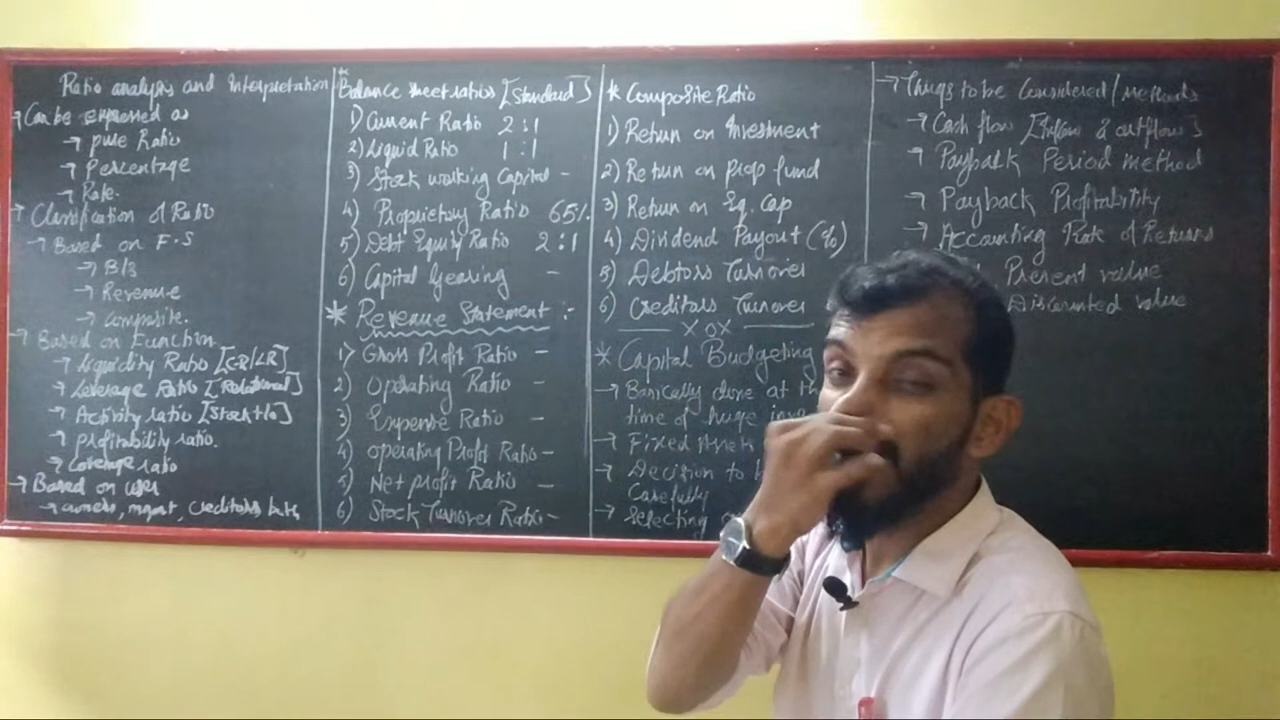 Ratio analysis and Interpretation
→ Can be expressed as
→ pure Ratio
→ Percentage
→ Rate
→ Classification of Ratio
→ Based on F.S
→ B/S
→ Revenue
→ Composite.
→ Based on Function
→ Liquidity Ratio [CR/LR]
→ Leverage Ratio
→ Activity ratio [Stock T/o]
→ profitability ratio.
→ Coverage ratio
→ Based on user
→ owners, mgmt, creditors
* Balance sheet ratios [Standard]
1) Current Ratio 2:1
2) Liquid Ratio 1:1
3) Stock working Capital -
4) Proprietory Ratio 65%
5) Debt Equity Ratio 2:1
6) Capital Gearing -
* Revenue Statement :-
1) Gross Profit Ratio -
2) Operating Ratio -
3) Expense Ratio -
4) Operating Profit Ratio -
5) Net profit Ratio -
6) Stock Turnover Ratio -
* Composite Ratio
1) Return on Investment
2) Return on prop fund
3) Return on Eq. Cap
4) Dividend Payout (%)
5) Debtors Turnover
6) Creditors Turnover
—— x o x ——
* Capital Budgeting
→ Basically done at
time of huge
→ Fixed Assets
→ Decision to
Carefully
→ Selecting
→ Things to be Considered/methods
→ Cash flow [Inflow & outflows]
→ Payback Period method
→ Payback Profitability
→ Accounting Rate of Returns
Present value
Discounted value